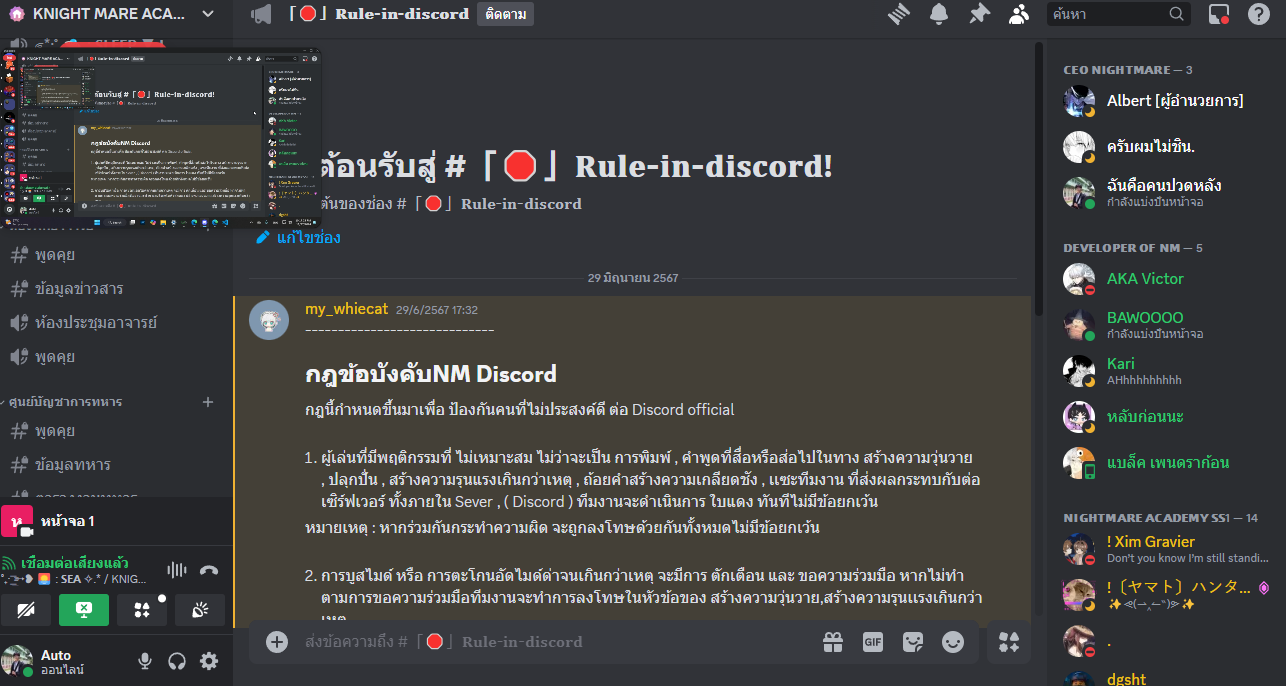 KNIGHT MARE ACA...
「🛑」 Rule-in-discord
ติดตาม
ค้นหา
พูดคุย
ข้อมูลข่าวสาร
ห้องประชุมอาจารย์
พูดคุย
ศูนย์บัญชาการทหาร
พูดคุย
ข้อมูลทหาร
หน้าจอ 1
เชื่อมต่อเสียงแล้ว
: SEA ✧.* / KNIG...
Auto
ออนไลน์
ต้อนรับสู่ #「🛑」 Rule-in-discord!
ต้นของช่อง #「🛑」 Rule-in-discord
แก้ไขช่อง
29 มิถุนายน 2567
my_whiecat 29/6/2567 17:32
-----------------------------
กฎข้อบังคับNM Discord
กฎนี้กำหนดขึ้นมาเพื่อ ป้องกันคนที่ไม่ประสงค์ดี ต่อ Discord official
1. ผู้เล่นที่มีพฤติกรรมที่ ไม่เหมาะสม ไม่ว่าจะเป็น การพิมพ์ , คำพูดที่สื่อหรือส่อไปในทาง สร้างความวุ่นวาย
, ปลุกปั่น , สร้างความรุนแรงเกินกว่าเหตุ , ถ้อยคำสร้างความเกลียดชัง , แซะทีมงาน ที่ส่งผลกระทบกับต่อ
เซิร์ฟเวอร์ ทั้งภายใน Sever , ( Discord ) ทีมงานจะดำเนินการ ใบแดง ทันทีไม่มีข้อยกเว้น
หมายเหตุ : หากร่วมกันกระทำความผิด จะถูกลงโทษด้วยกันทั้งหมดไม่มีข้อยกเว้น
2. การบูสไมด์ หรือ การตะโกนอัดไมด์ด่าจนเกินกว่าเหตุ จะมีการ ตักเตือน และ ขอความร่วมมือ หากไม่ทำ
ตามการขอความร่วมมือทีมงานจะทำการลงโทษในหัวข้อของ สร้างความวุ่นวาย,สร้างความรุนแรงเกินกว่า
เหตุ
ส่งข้อความถึง #「🛑」 Rule-in-discord
GIF
CEO NIGHTMARE — 3
Albert [ผู้อำนวยการ]
ครับผมไม่ซึน.
ฉันคือคนปวดหลัง
กำลังแบ่งปันหน้าจอ
DEVELOPER OF NM — 5
AKA Victor
BAWOOOO
กำลังแบ่งปันหน้าจอ
Kari
AHhhhhhhhhh
หลับก่อนนะ
แบล็ค เพนดราก้อน
NIGHTMARE ACADEMY SS1 — 14
! Xim Gravier
Don't you know I'm still standi...
!〔ヤマト〕ハンタ...
.
dgsht